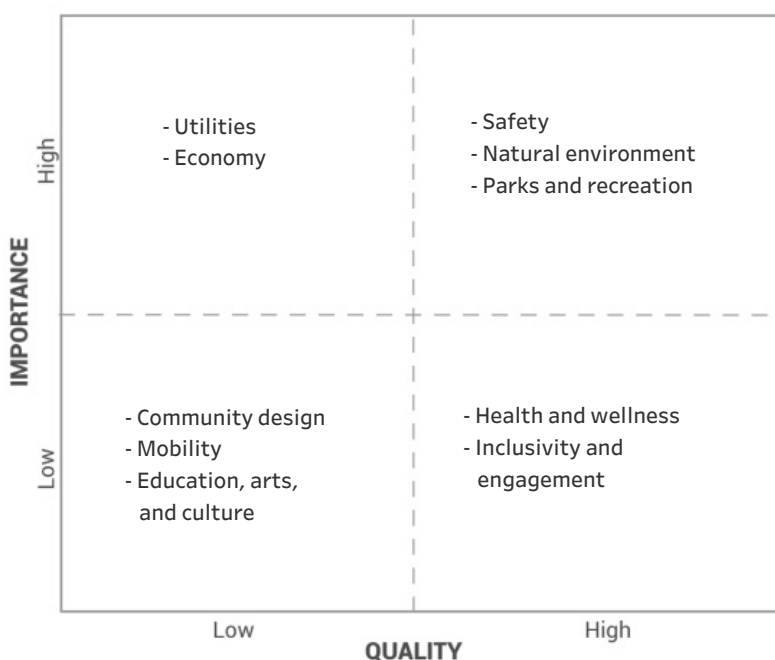 IMPORTANCE
High
Low
- Utilities
- Economy
- Safety
- Natural environment
- Parks and recreation
- Community design
- Mobility
- Education, arts,
and culture
- Health and wellness
- Inclusivity and
engagement
Low
High
QUALITY